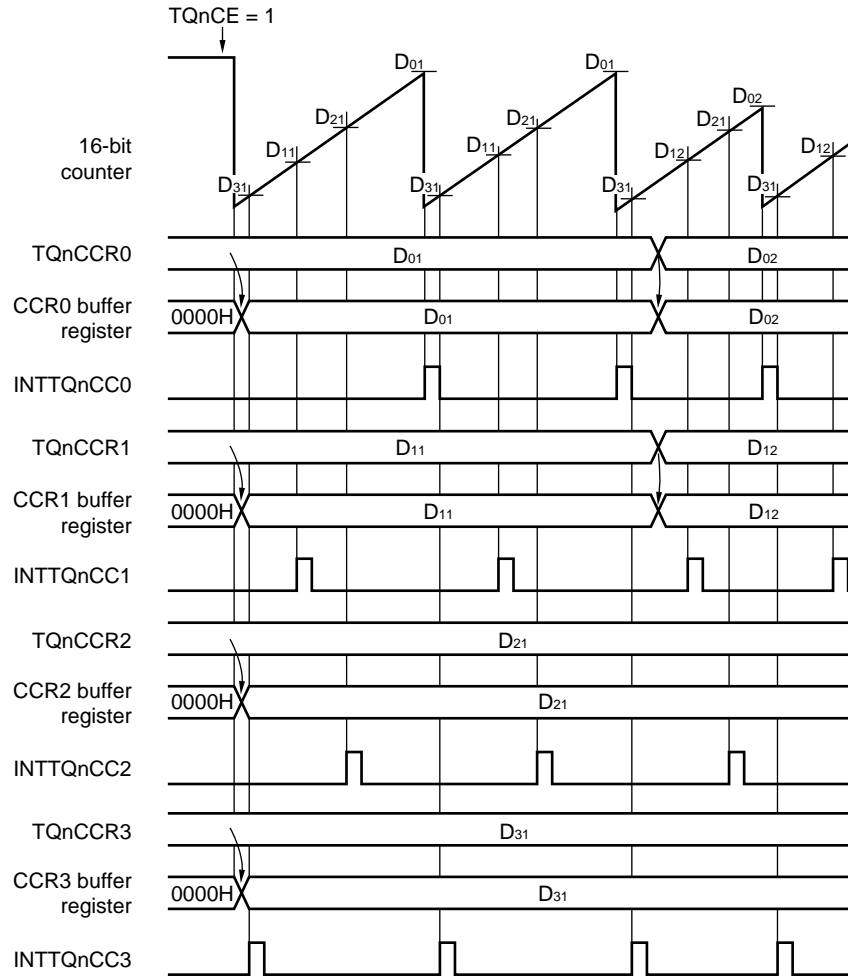 TQnCE = 1
D01 D01
D02
D21 D21 D21
D11 D11 D12 D12
16-bit
counter
D31 D31 D31 D31
TQnCCR0 D01 D02
CCR0 buffer
register
0000H D01 D02
INTTQnCC0
TQnCCR1 D11 D12
CCR1 buffer
register
0000H D11 D12
INTTQnCC1
TQnCCR2 D21
CCR2 buffer
register
0000H D21
INTTQnCC2
TQnCCR3 D31
CCR3 buffer
register
0000H D31
INTTQnCC3